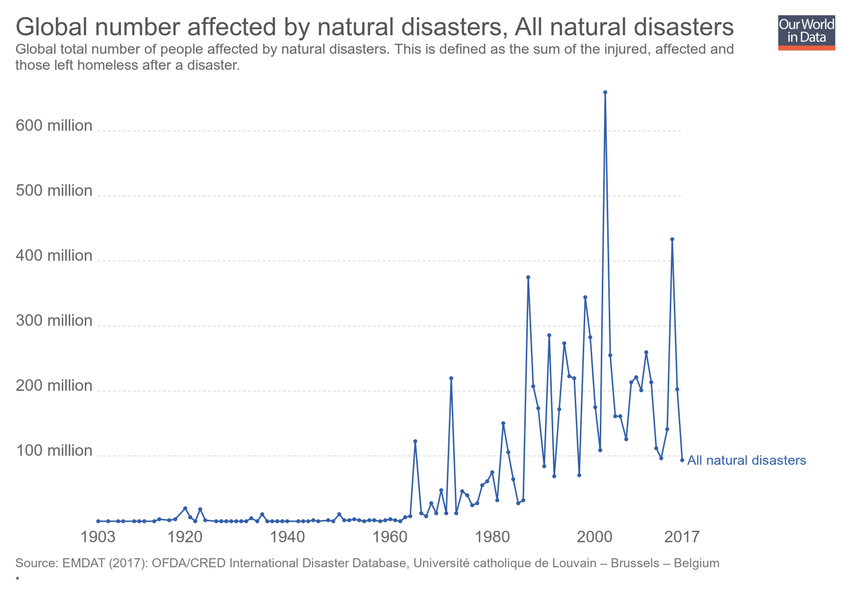 Global number affected by natural disasters, All natural disasters
Our World
in Data
Global total number of people affected by natural disasters. This is defined as the sum of the injured, affected and
those left homeless after a disaster.
600 million
500 million
400 million
300 million
200 million
100 million
All natural disasters
1903 1920 1940 1960 1980 2000 2017
Source: EMDAT (2017): OFDA/CRED International Disaster Database, Université catholique de Louvain – Brussels – Belgium
•